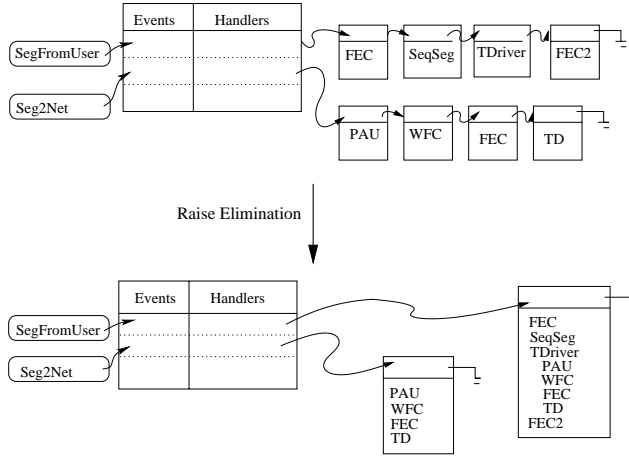 Events Handlers
SegFromUser
Seg2Net
FEC SeqSeg TDriver FEC2
PAU WFC FEC TD
Raise Elimination
Events Handlers
SegFromUser
Seg2Net
PAU
WFC
FEC
TD
FEC
SeqSeg
TDriver
PAU
WFC
FEC
TD
FEC2